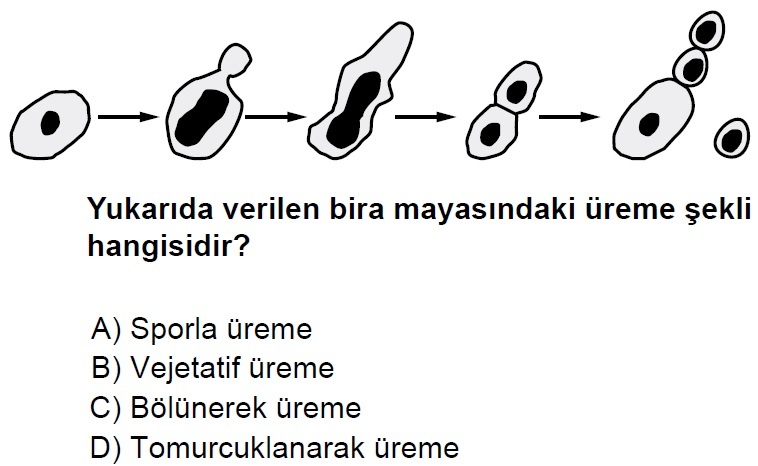 Yukarıda verilen bira mayasındaki üreme şekli
hangisidir?
A) Sporla üreme
B) Vejetatif üreme
C) Bölünerek üreme
D) Tomurcuklanarak üreme